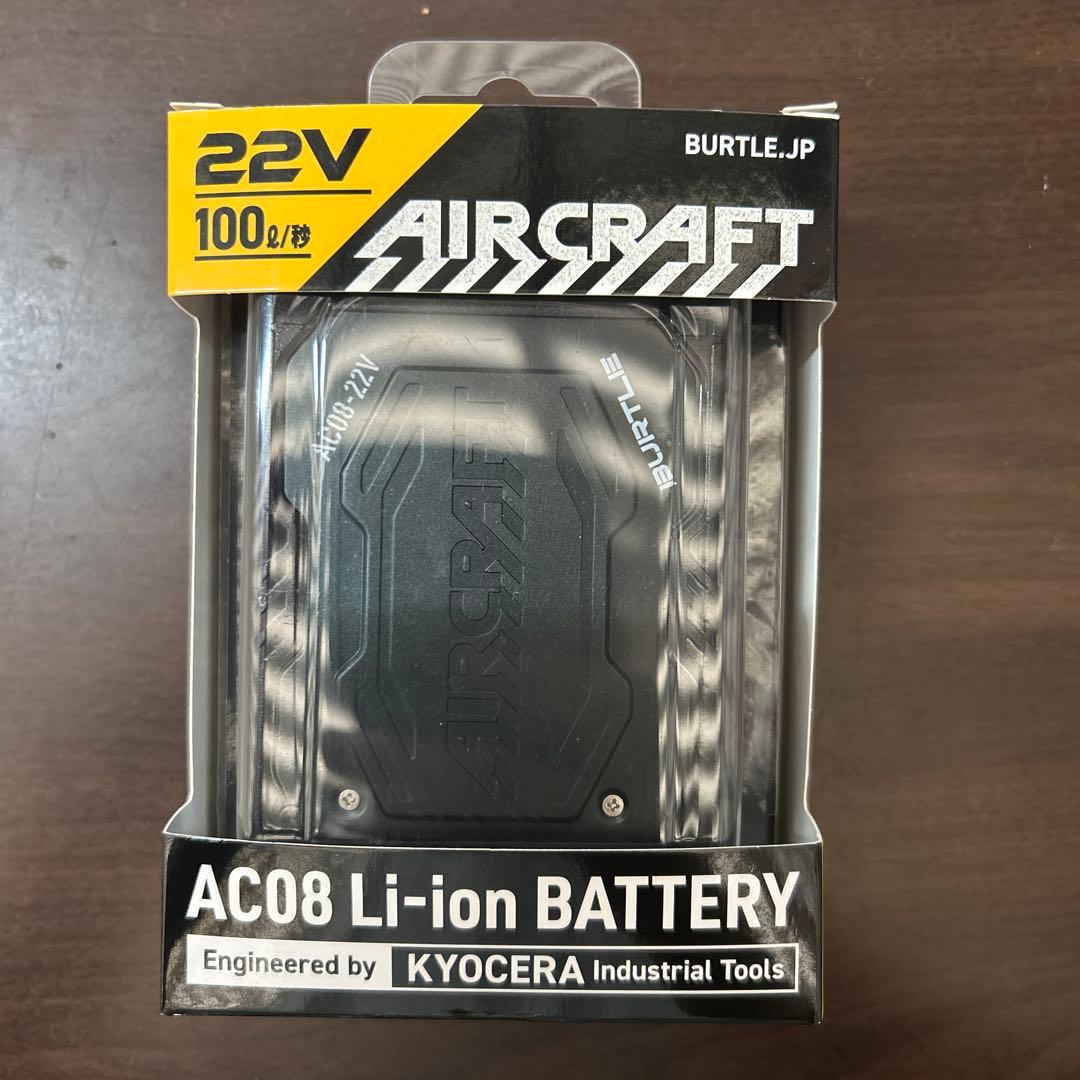 22V
100ℓ/秒
BURTLE.JP
AIRCRAFT
AC08-22V
BURTLE
AIRCRAFT
AC08 Li-ion BATTERY
Engineered by KYOCERA Industrial Tools